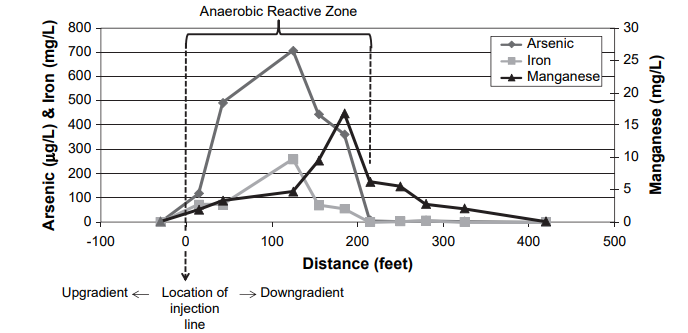 Anaerobic Reactive Zone
800
700
600
500
400
300
200
100
0
Arsenic (µg/L) & Iron (mg/L)
30
25
20
15
10
5
0
Manganese (mg/L)
Arsenic
Iron
Manganese
-100 0 100 200 300 400 500
Distance (feet)
Upgradient ← Location of → Downgradient
injection
line